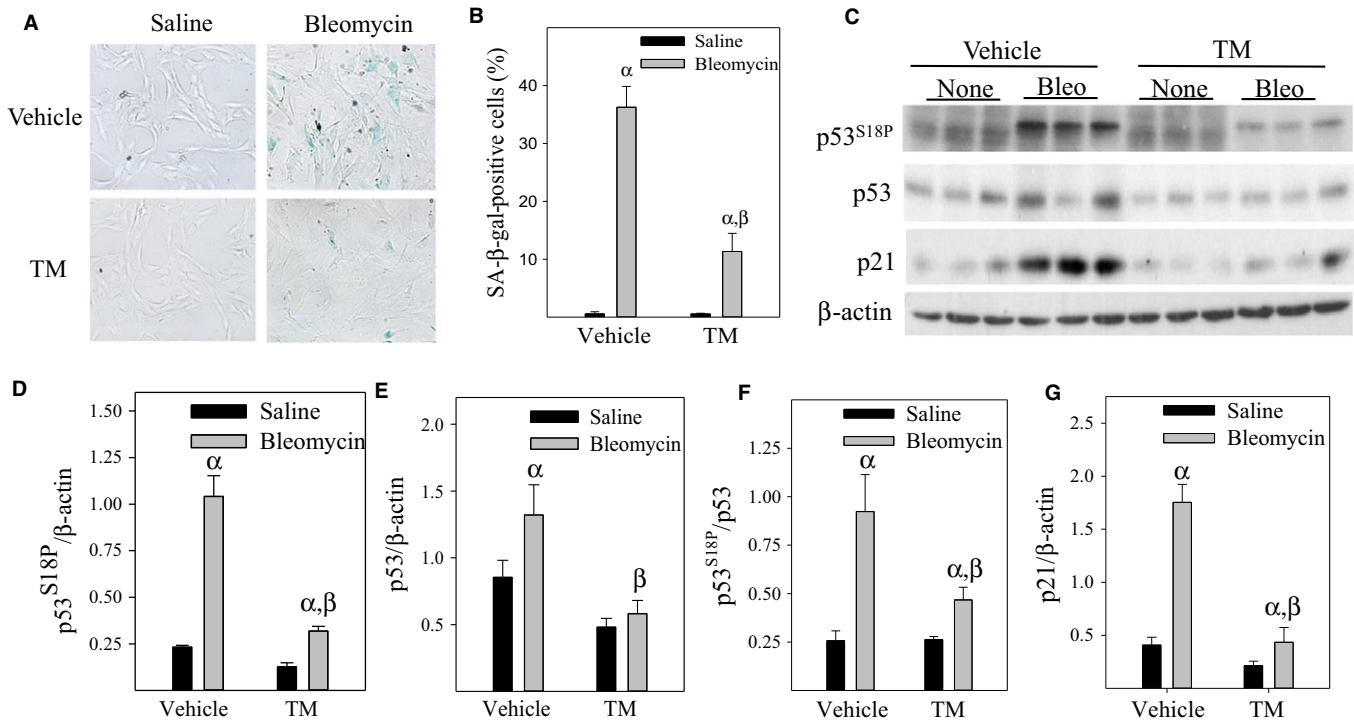 A
Saline
Bleomycin
Vehicle
TM
B
SA-β-gal-positive cells (%)
40
30
20
10
Saline
Bleomycin
α
α,β
Vehicle
TM
C
Vehicle
TM
None
Bleo
None
Bleo
p53S18P
p53
p21
β-actin
D
p53S18P/β-actin
1.50
1.25
1.00
0.75
0.50
0.25
Saline
Bleomycin
α
α,β
Vehicle
TM
E
p53/β-actin
2.0
1.5
1.0
0.5
Saline
Bleomycin
α
β
Vehicle
TM
F
p53S18P/p53
1.25
1.00
0.75
0.50
0.25
Saline
Bleomycin
α
α,β
Vehicle
TM
G
p21/β-actin
2.5
2.0
1.5
1.0
0.5
Saline
Bleomycin
α
α,β
Vehicle
TM